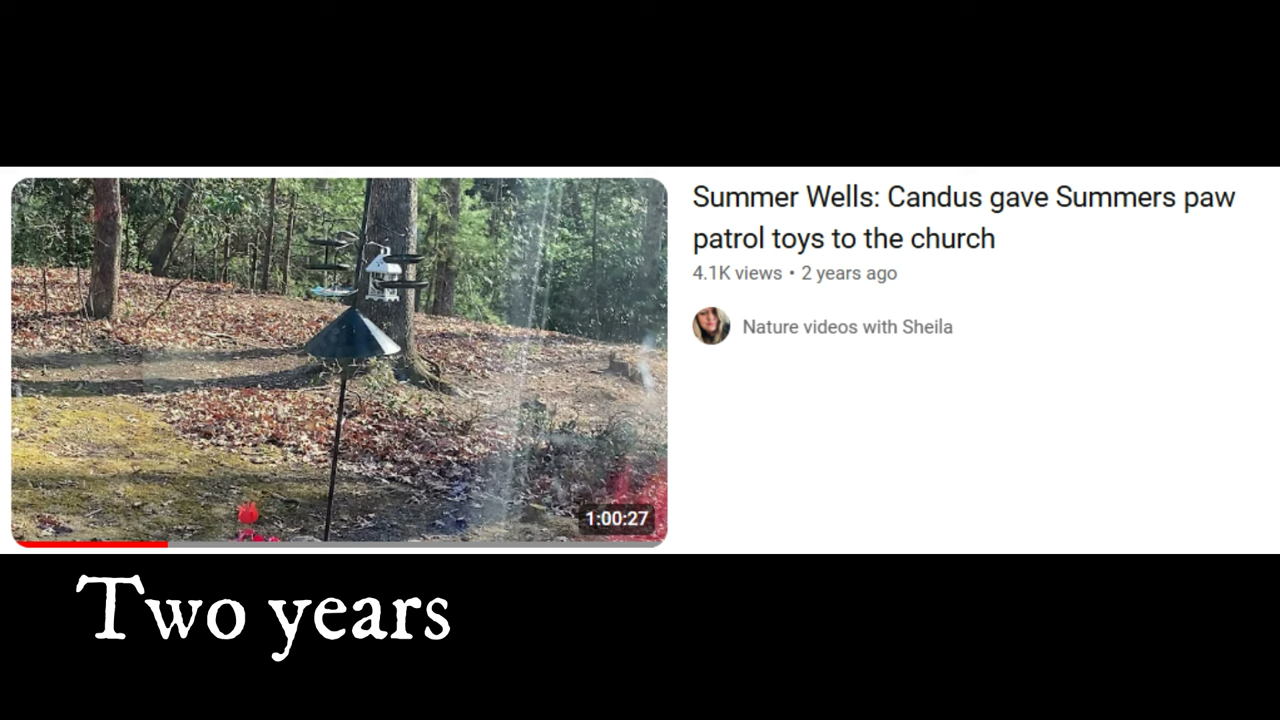 Summer Wells: Candus gave Summers paw
patrol toys to the church
4.1K views • 2 years ago
Nature videos with Sheila
1:00:27
Two years